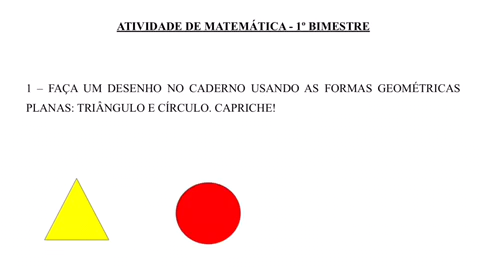 ATIVIDADE DE MATEMÁTICA - 1º BIMESTRE
1 – FAÇA UM DESENHO NO CADERNO USANDO AS FORMAS GEOMÉTRICAS
PLANAS: TRIÂNGULO E CÍRCULO. CAPRICHE!